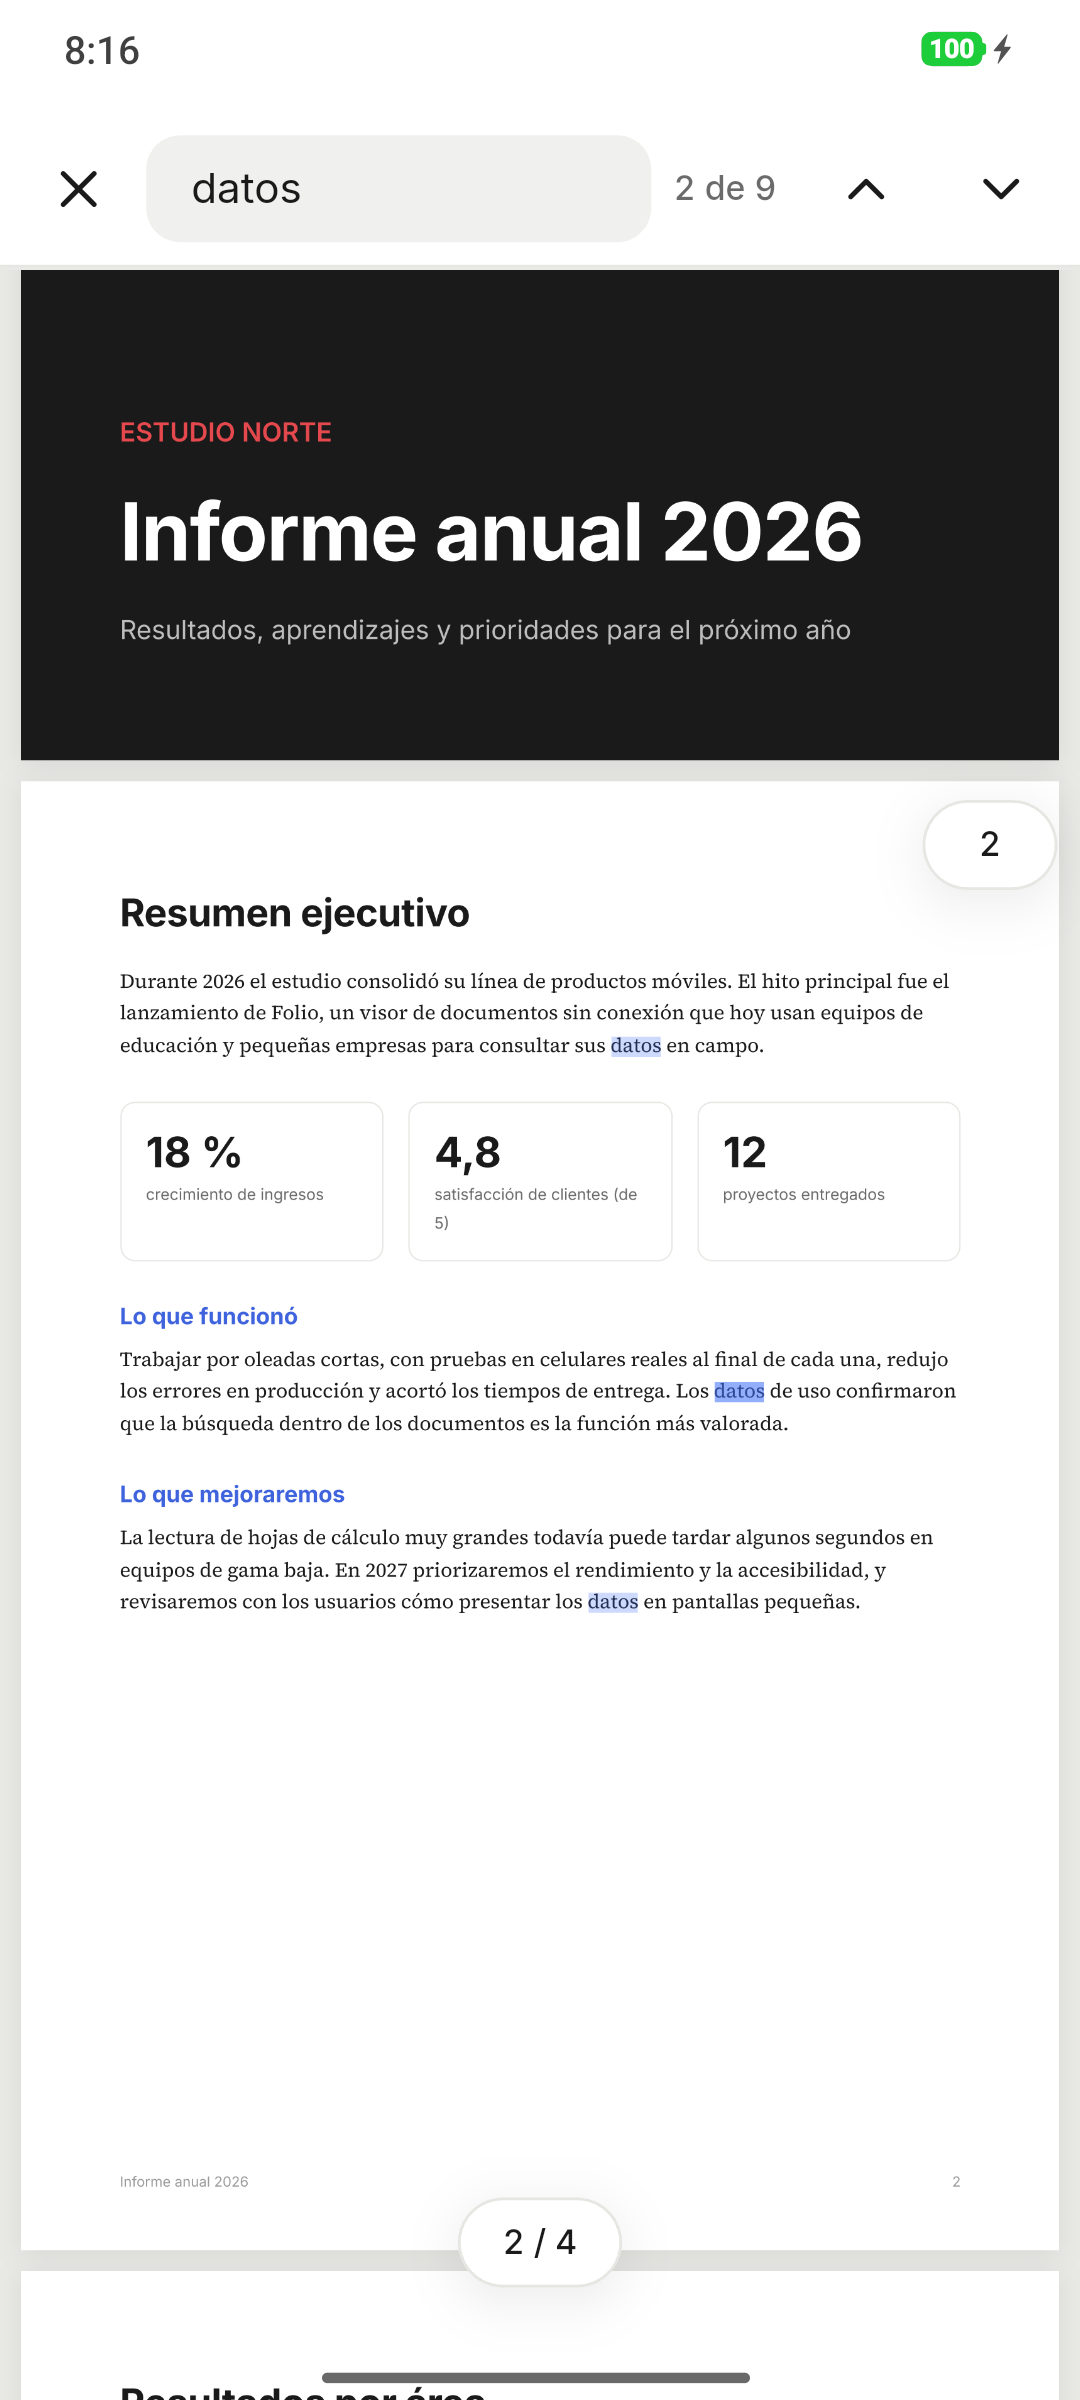 8:16
100
datos
2 de 9
ESTUDIO NORTE
Informe anual 2026
Resultados, aprendizajes y prioridades para el próximo año
2
Resumen ejecutivo
Durante 2026 el estudio consolidó su línea de productos móviles. El hito principal fue el
lanzamiento de Folio, un visor de documentos sin conexión que hoy usan equipos de
educación y pequeñas empresas para consultar sus datos en campo.
18 %
crecimiento de ingresos
4,8
satisfacción de clientes (de
5)
12
proyectos entregados
Lo que funcionó
Trabajar por oleadas cortas, con pruebas en celulares reales al final de cada una, redujo
los errores en producción y acortó los tiempos de entrega. Los datos de uso confirmaron
que la búsqueda dentro de los documentos es la función más valorada.
Lo que mejoraremos
La lectura de hojas de cálculo muy grandes todavía puede tardar algunos segundos en
equipos de gama baja. En 2027 priorizaremos el rendimiento y la accesibilidad, y
revisaremos con los usuarios cómo presentar los datos en pantallas pequeñas.
Informe anual 2026
2
2 / 4
Resultados por área